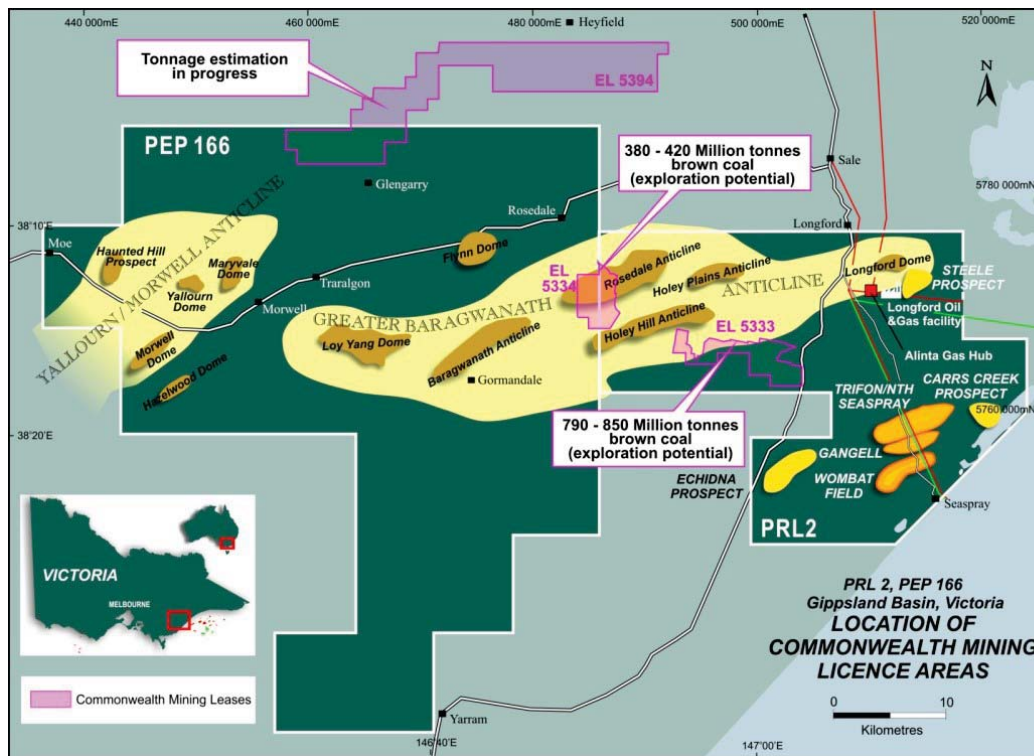 440 000mE
460 000mE
480 000mE
500 000mE
520 000mE
Heyfield
Tonnage estimation
in progress
EL 5394
N
PEP 166
380 - 420 Million tonnes
brown coal
(exploration potential)
Sale
Glengarry
5780 000mN
Rosedale
Longford
38°10'
Moe
YALLOURN / MORWELL ANTICLINE
Haunted Hill
Prospect
Maryvale
Dome
Yallourn
Dome
Flynn Dome
Traralgon
Morwell
EL
5334
Rosedale Anticline
Holey Plains Anticline
Longford Dome
STEELE
PROSPECT
GREATER BARAGWANATH
ANTICLINE
Longford Oil
&Gas facility
Loy Yang Dome
Baragwanath Anticline
Holey Hill Anticline
EL 5333
Morwell
Dome
Hazelwood Dome
Gormandale
Alinta Gas Hub
TRIFON/NTH
SEASPRAY
CARRS CREEK
PROSPECT
5760 000mN
38°20'
790 - 850 Million tonnes
brown coal
(exploration potential)
GANGELL
ECHIDNA
PROSPECT
WOMBAT
FIELD
Seaspray
PRL2
VICTORIA
MELBOURNE
PRL 2, PEP 166
Gippsland Basin, Victoria
LOCATION OF
COMMONWEALTH MINING
LICENCE AREAS
Commonwealth Mining Leases
0
10
Kilometres
Yarram
146°40'E
147°00'E